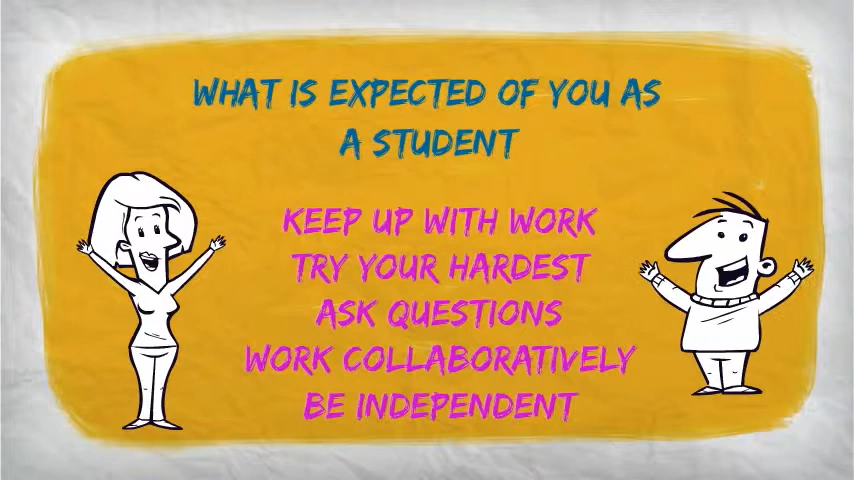 WHAT IS EXPECTED OF YOU AS
A STUDENT
KEEP UP WITH WORK
TRY YOUR HARDEST
ASK QUESTIONS
WORK COLLABORATIVELY
BE INDEPENDENT